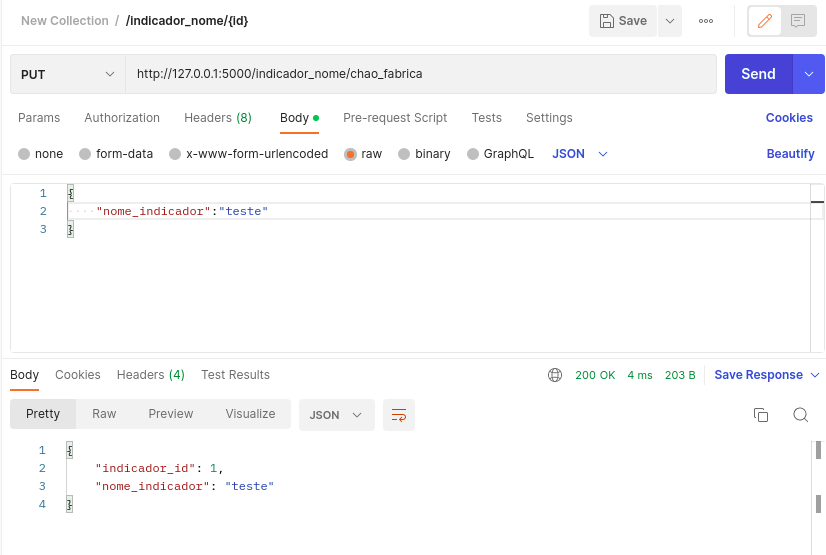 New Collection / /indicador_nome/{id} Save
PUT http://127.0.0.1:5000/indicador_nome/chao_fabrica Send
Params Authorization Headers (8) Body Pre-request Script Tests Settings Cookies
none form-data x-www-form-urlencoded raw binary GraphQL JSON Beautify
1 {
2 "nome_indicador":"teste"
3 }
Body Cookies Headers (4) Test Results 200 OK 4 ms 203 B Save Response
Pretty Raw Preview Visualize JSON
1 {
2 "indicador_id": 1,
3 "nome_indicador": "teste"
4 }